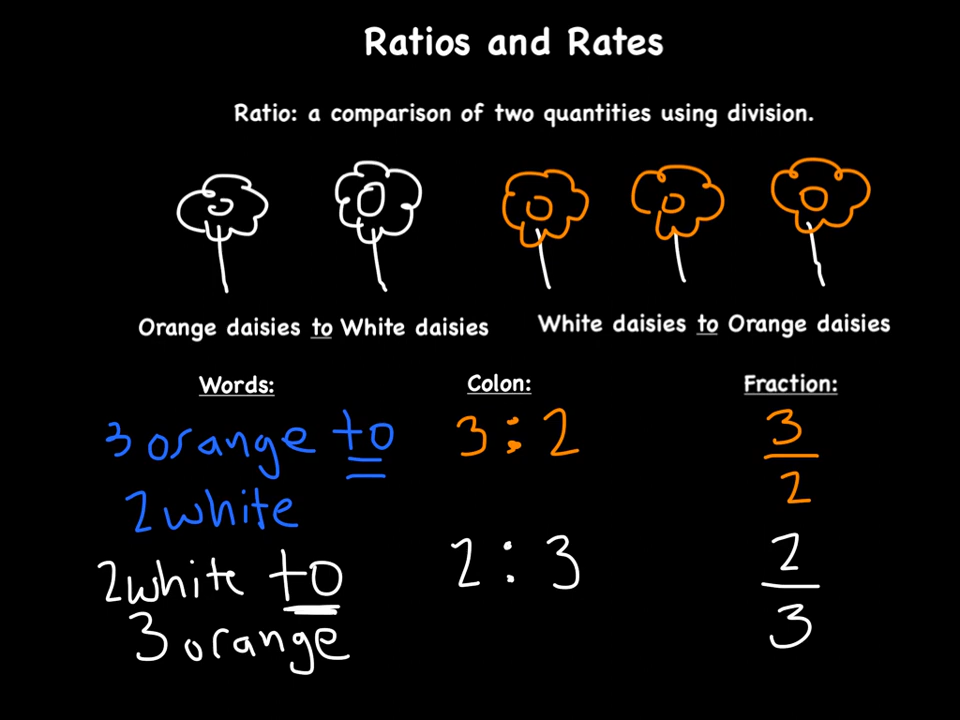 Ratios and Rates
Ratio: a comparison of two quantities using division.
Orange daisies to White daisies
White daisies to Orange daisies
Words:
Colon:
Fraction:
3 orange to
2 white
3 : 2
3
2
2 white to
3 orange
2 : 3
2
3